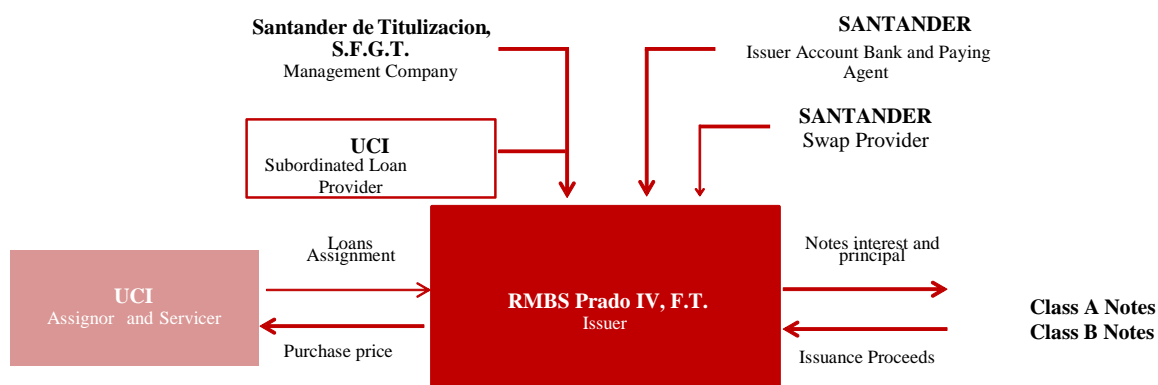 Santander de Titulizacion,
S.F.G.T.
Management Company
SANTANDER
Issuer Account Bank and Paying
Agent
UCI
Subordinated Loan
Provider
SANTANDER
Swap Provider
Loans
Assignment
Notes interest and
principal
UCI
Assignor and Servicer
RMBS Prado IV, F.T.
Issuer
Class A Notes
Class B Notes
Purchase price
Issuance Proceeds